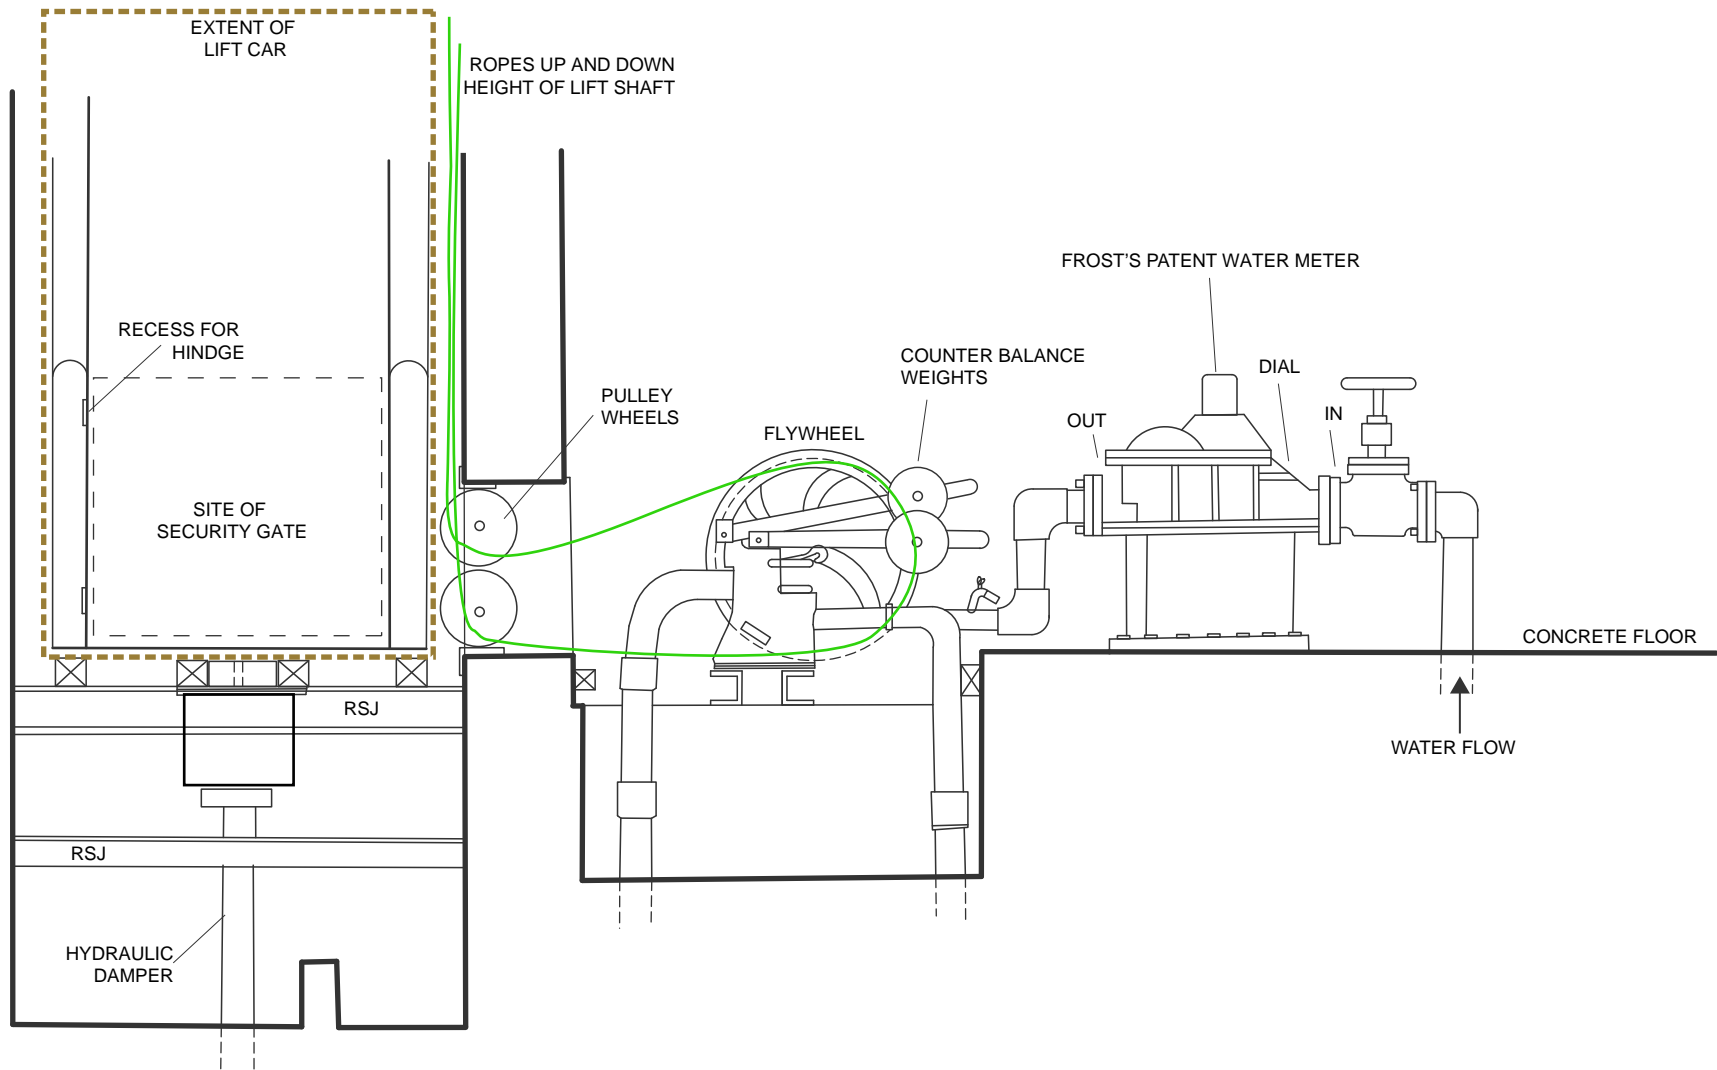 EXTENT OF
LIFT CAR
ROPES UP AND DOWN
HEIGHT OF LIFT SHAFT
FROST'S PATENT WATER METER
RECESS FOR
HINDGE
COUNTER BALANCE
WEIGHTS
DIAL
PULLEY
WHEELS
OUT
IN
FLYWHEEL
SITE OF
SECURITY GATE
CONCRETE FLOOR
RSJ
WATER FLOW
RSJ
HYDRAULIC
DAMPER